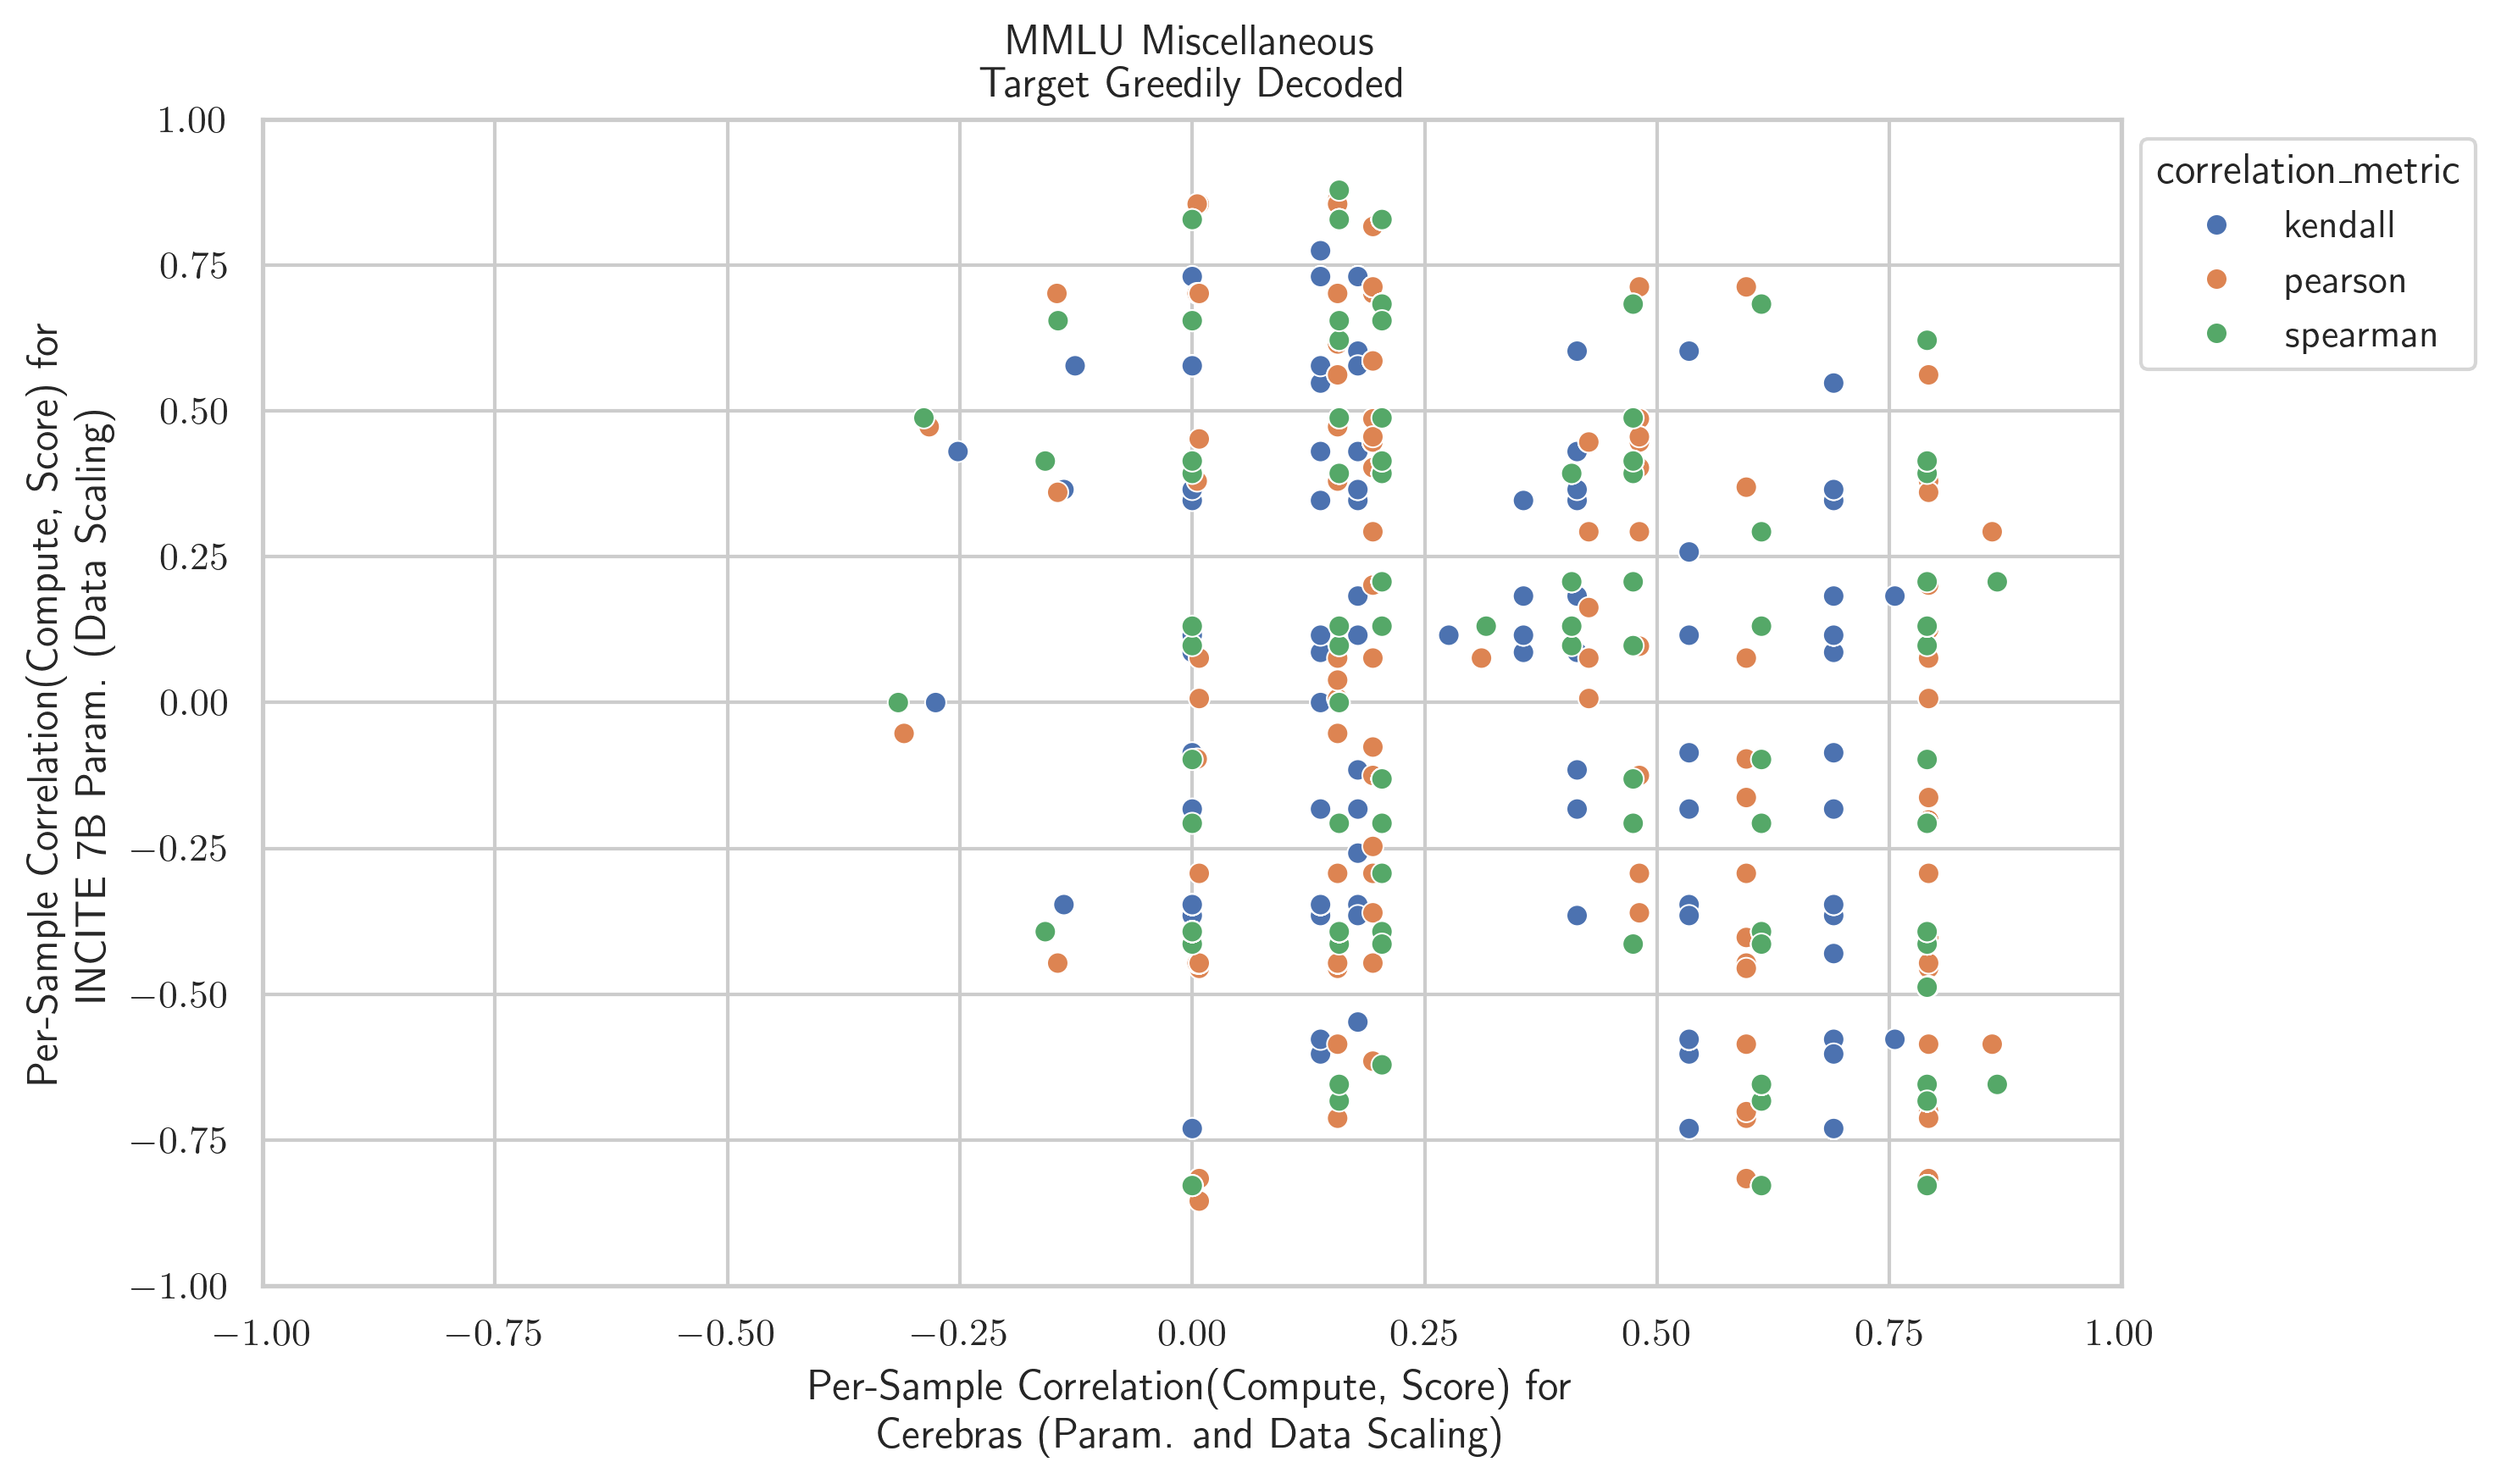 MMLU Miscellaneous
Target Greedily Decoded
correlation_metric
kendall
pearson
spearman
Per-Sample Correlation(Compute, Score) for
INCITE 7B Param. (Data Scaling)
1.00
0.75
0.50
0.25
0.00
−0.25
−0.50
−0.75
−1.00
−1.00 −0.75 −0.50 −0.25 0.00 0.25 0.50 0.75 1.00
Per-Sample Correlation(Compute, Score) for
Cerebras (Param. and Data Scaling)